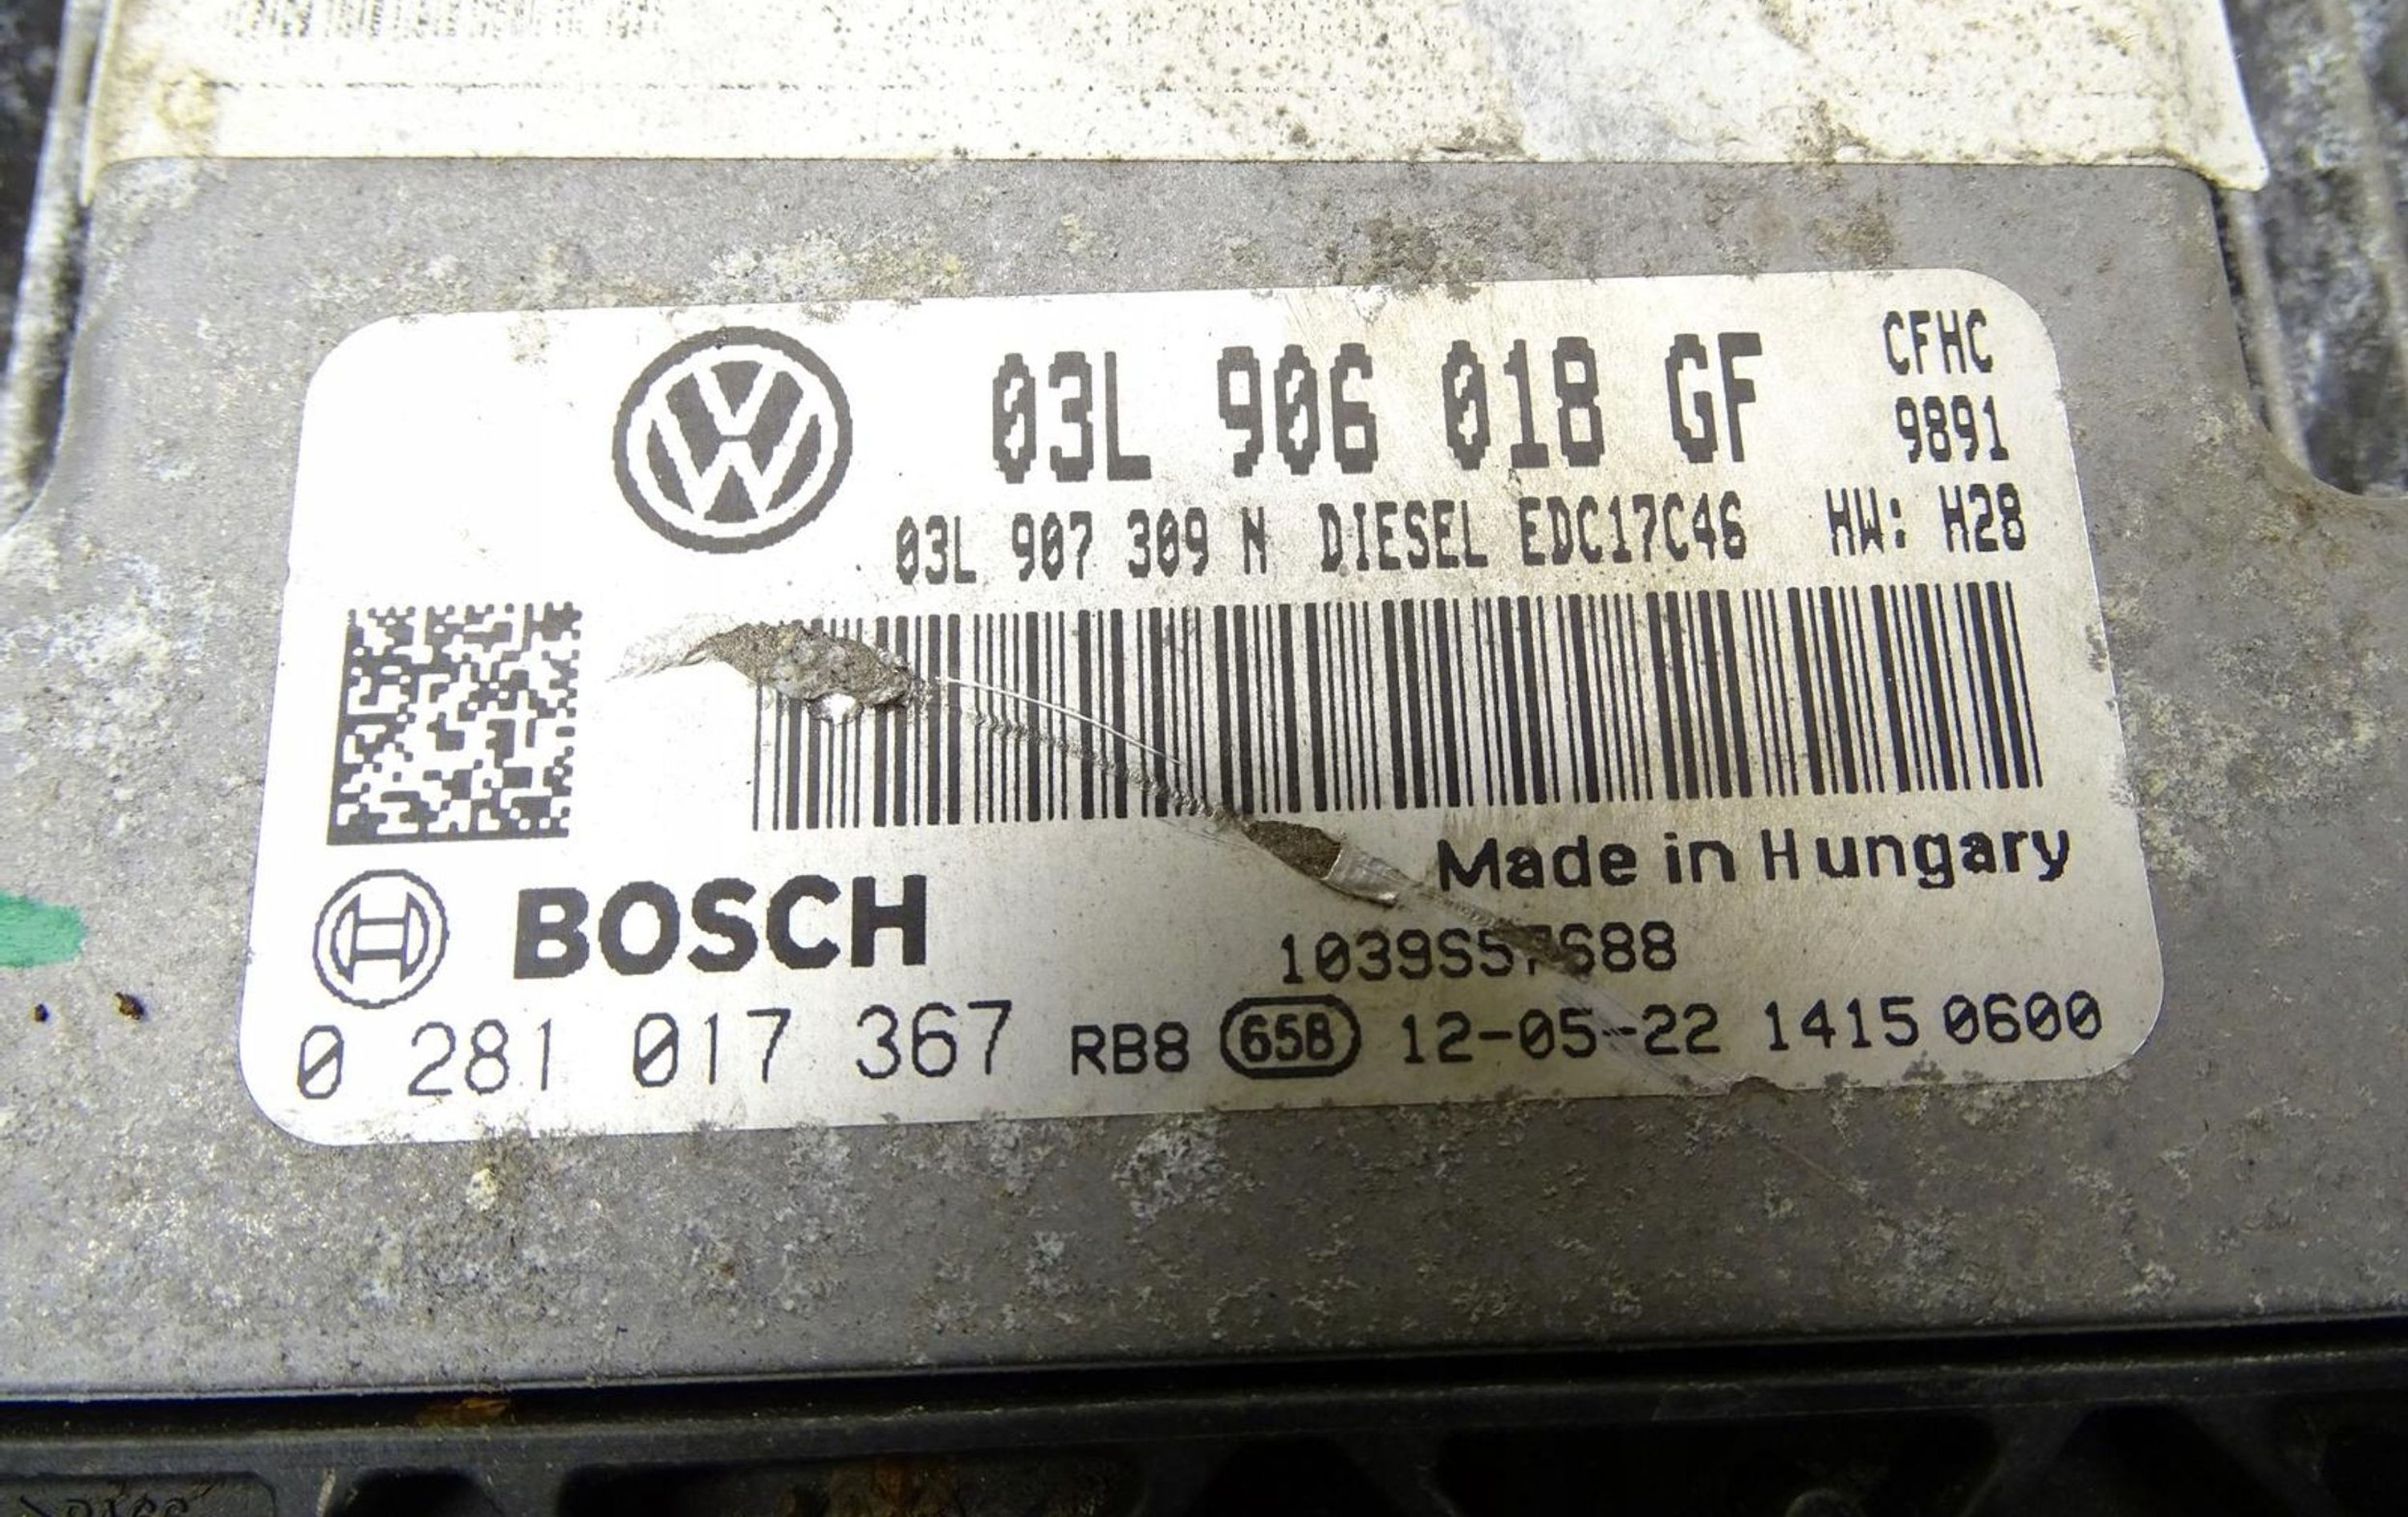 03L 906 018 GF CFHC
9891
03L 907 309 N DIESEL EDC17C46 HW: H28
Made in Hungary
BOSCH
0 281 017 367 RB8 658 12-05-22 1415 0600